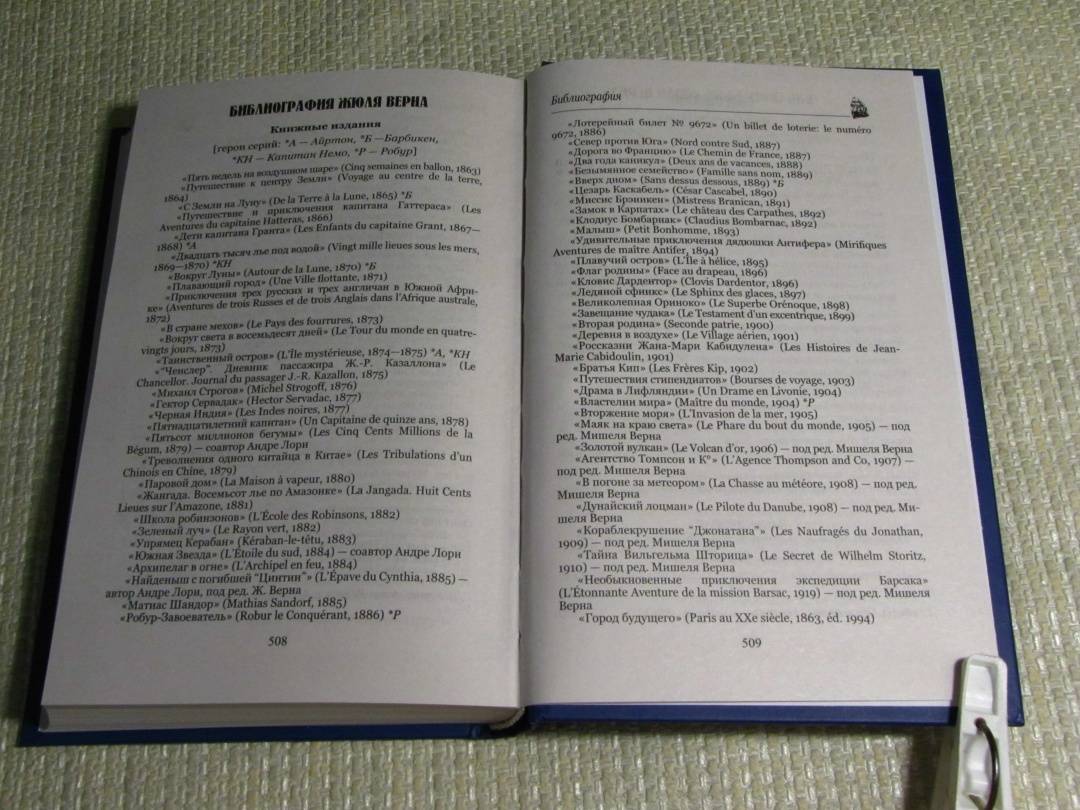 БИБЛИОГРАФИЯ ЖЮЛЯ ВЕРНА
Книжные издания
[герои серий: *А — Айртон, *Б — Барбикен,
*КН — Капитан Немо, *Р — Робур]
«Пять недель на воздушном шаре» (Cinq semaines en ballon, 1863)
«Путешествие к центру Земли» (Voyage au centre de la terre,
1864)
«С Земли на Луну» (De la Terre à la Lune, 1865) *Б
«Путешествие и приключения капитана Гаттераса» (Les
Aventures du capitaine Hatteras, 1866)
«Дети капитана Гранта» (Les Enfants du capitaine Grant, 1867—
1868) *А
«Двадцать тысяч лье под водой» (Vingt mille lieues sous les mers,
1869—1870) *КН
«Вокруг Луны» (Autour de la Lune, 1870) *Б
«Плавающий город» (Une Ville flottante, 1871)
«Приключения трех русских и трех англичан в Южной Афри-
ке» (Aventures de trois Russes et de trois Anglais dans l'Afrique australe,
1872)
«В стране мехов» (Le Pays des fourrures, 1873)
«Вокруг света в восемьдесят дней» (Le Tour du monde en quatre-
vingts jours, 1873)
«Таинственный остров» (L'Île mystérieuse, 1874—1875) *А, *КН
«"Ченслер". Дневник пассажира Ж.-Р. Казаллона» (Le
Chancellor. Journal du passager J.-R. Kazallon, 1875)
«Михаил Строгов» (Michel Strogoff, 1876)
«Гектор Сервадак» (Hector Servadac, 1877)
«Черная Индия» (Les Indes noires, 1877)
«Пятнадцатилетний капитан» (Un Capitaine de quinze ans, 1878)
«Пятьсот миллионов бегумы» (Les Cinq Cents Millions de la
Bégum, 1879) — соавтор Андре Лори
«Треволнения одного китайца в Китае» (Les Tribulations d'un
Chinois en Chine, 1879)
«Паровой дом» (La Maison à vapeur, 1880)
«Жангада. Восемьсот лье по Амазонке» (La Jangada. Huit Cents
Lieues sur l'Amazone, 1881)
«Школа робинзонов» (L'École des Robinsons, 1882)
«Зеленый луч» (Le Rayon vert, 1882)
«Упрямец Керабан» (Kéraban-le-têtu, 1883)
«Южная Звезда» (L'Étoile du sud, 1884) — соавтор Андре Лори
«Архипелаг в огне» (L'Archipel en feu, 1884)
«Найденыш с погибшей "Цинтии"» (L'Épave du Cynthia, 1885) —
автор Андре Лори, под ред. Ж. Верна
«Матиас Шандор» (Mathias Sandorf, 1885)
«Робур-Завоеватель» (Robur le Conquérant, 1886) *Р
508
Библиография
«Лотерейный билет № 9672» (Un billet de loterie: le numéro
9672, 1886)
«Север против Юга» (Nord contre Sud, 1887)
«Дорога во Францию» (Le Chemin de France, 1887)
«Два года каникул» (Deux ans de vacances, 1888)
«Безымянное семейство» (Famille sans nom, 1889)
«Вверх дном» (Sans dessus dessous, 1889) *Б
«Цезарь Каскабель» (César Cascabel, 1890)
«Миссис Брэникен» (Mistress Branican, 1891)
«Замок в Карпатах» (Le château des Carpathes, 1892)
«Клодиус Бомбарнак» (Claudius Bombarnac, 1892)
«Малыш» (Petit Bonhomme, 1893)
«Удивительные приключения дядюшки Антифера» (Mirifiques
Aventures de maître Antifer, 1894)
«Плавучий остров» (L'Île à hélice, 1895)
«Флаг родины» (Face au drapeau, 1896)
«Кловис Дардентор» (Clovis Dardentor, 1896)
«Ледяной сфинкс» (Le Sphinx des glaces, 1897)
«Великолепная Ориноко» (Le Superbe Orénoque, 1898)
«Завещание чудака» (Le Testament d'un excentrique, 1899)
«Вторая родина» (Seconde patrie, 1900)
«Деревня в воздухе» (Le Village aérien, 1901)
«Россказни Жана-Мари Кабидулена» (Les Histoires de Jean-
Marie Cabidoulin, 1901)
«Братья Кип» (Les Frères Kip, 1902)
«Путешествия стипендиатов» (Bourses de voyage, 1903)
«Драма в Лифляндии» (Un Drame en Livonie, 1904)
«Властелин мира» (Maître du monde, 1904) *Р
«Вторжение моря» (L'Invasion de la mer, 1905)
«Маяк на краю света» (Le Phare du bout du monde, 1905) — под
ред. Мишеля Верна
«Золотой вулкан» (Le Volcan d'or, 1906) — под ред. Мишеля Верна
«Агентство Томпсон и К°» (L'Agence Thompson and Co, 1907) —
под ред. Мишеля Верна
«В погоне за метеором» (La Chasse au météore, 1908) — под ред.
Мишеля Верна
«Дунайский лоцман» (Le Pilote du Danube, 1908) — под ред. Ми-
шеля Верна
«Кораблекрушение "Джонатана"» (Les Naufragés du Jonathan,
1909) — под ред. Мишеля Верна
«Тайна Вильгельма Шторица» (Le Secret de Wilhelm Storitz,
1910) — под ред. Мишеля Верна
«Необыкновенные приключения экспедиции Барсака»
(L'Étonnante Aventure de la mission Barsac, 1919) — под ред. Мишеля
Верна
«Город будущего» (Paris au XXe siècle, 1863, éd. 1994)
509